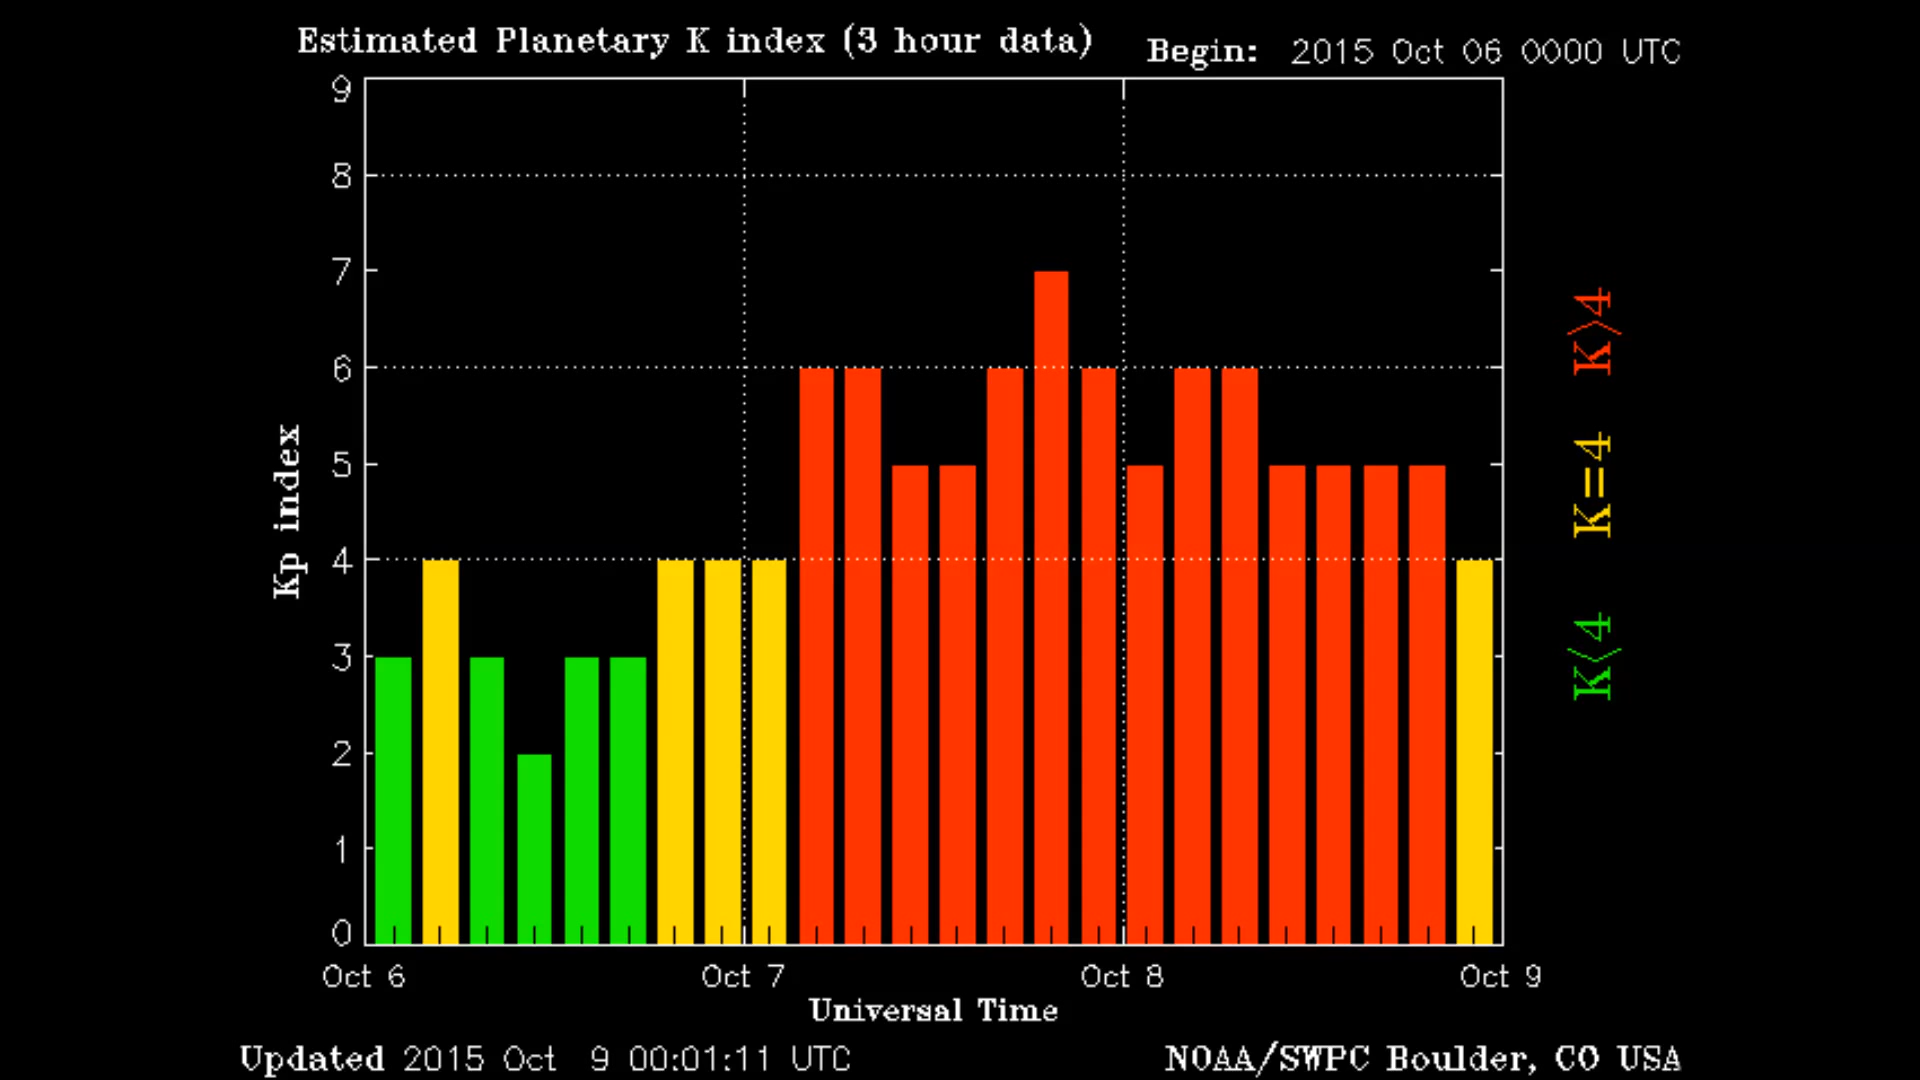 Estimated Planetary K index (3 hour data)
Begin: 2015 Oct 06 0000 UTC
9
8
7
6
5
4
3
2
1
0
Kp index
K>4
K=4
K<4
Oct 6
Oct 7
Oct 8
Oct 9
Universal Time
Updated 2015 Oct 9 00:01:11 UTC
NOAA/SWPC Boulder, CO USA